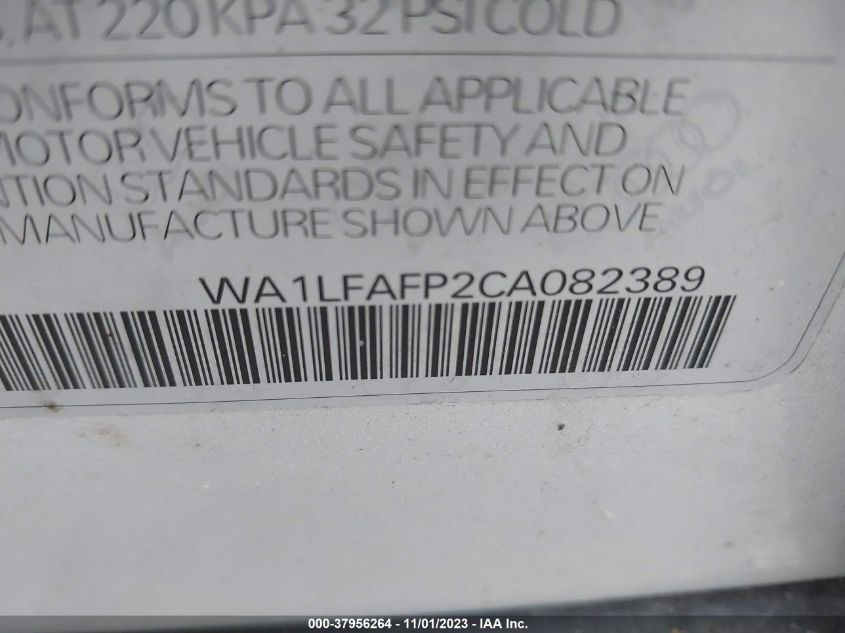 , AT 220 KPA 32 PSI COLD
ONFORMS TO ALL APPLICABLE
MOTOR VEHICLE SAFETY AND
NTION STANDARDS IN EFFECT ON
MANUFACTURE SHOWN ABOVE
WA1LFAFP2CA082389
000-37956264 - 11/01/2023 - IAA Inc.